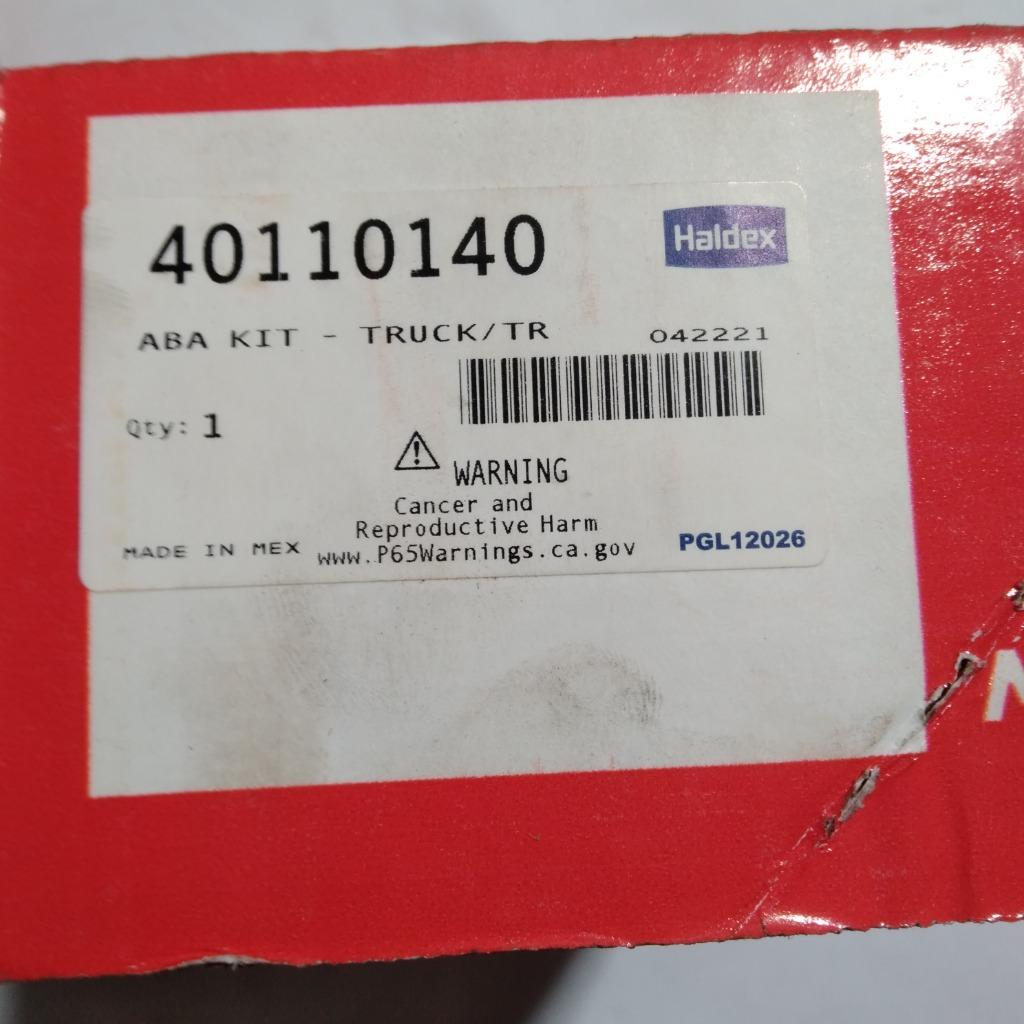 40110140
Haldex
ABA KIT - TRUCK/TR
042221
Qty: 1
WARNING
Cancer and
Reproductive Harm
www.P65Warnings.ca.gov
MADE IN MEX
PGL12026